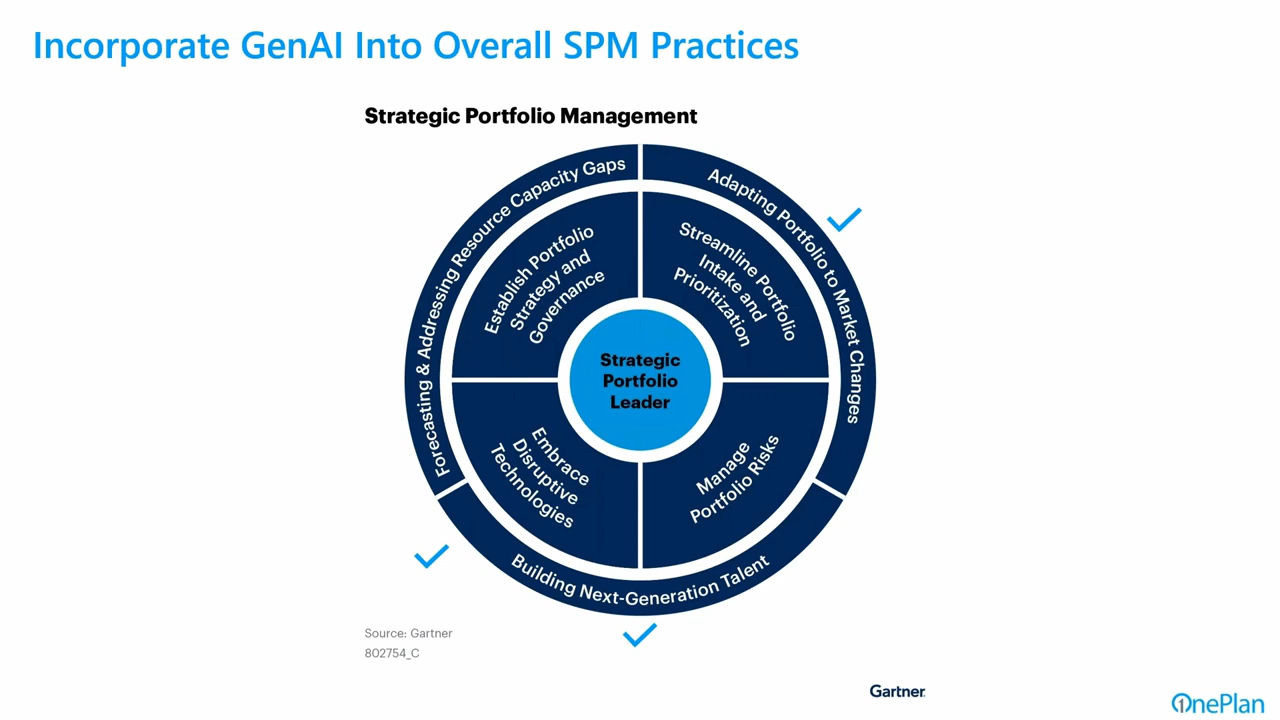 Incorporate GenAI Into Overall SPM Practices
Strategic Portfolio Management
Forecasting & Addressing Resource Capacity Gaps
Adapting Portfolio to Market Changes
Establish Portfolio
Strategy and
Governance
Streamline Portfolio
Intake and
Prioritization
Strategic
Portfolio
Leader
Embrace
Disruptive
Technologies
Manage
Portfolio Risks
Building Next-Generation Talent
Source: Gartner
802754_C
Gartner
OnePlan